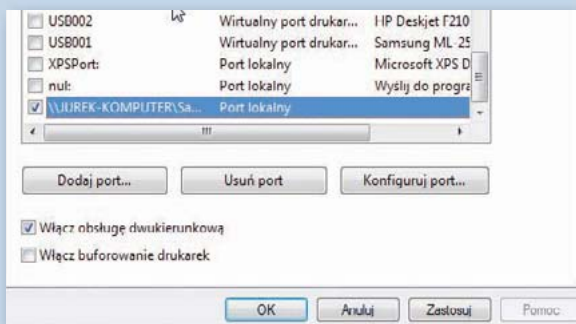 USB002 Wirtualny port drukar... HP Deskjet F210
USB001 Wirtualny port drukar... Samsung ML-25
XPSPort: Port lokalny Microsoft XPS D
nul: Port lokalny Wyślij do progra
\\JUREK-KOMPUTER\Sa... Port lokalny
Dodaj port... Usuń port Konfiguruj port...
Włącz obsługę dwukierunkową
Włącz buforowanie drukarek
OK Anuluj Zastosuj Pomoc